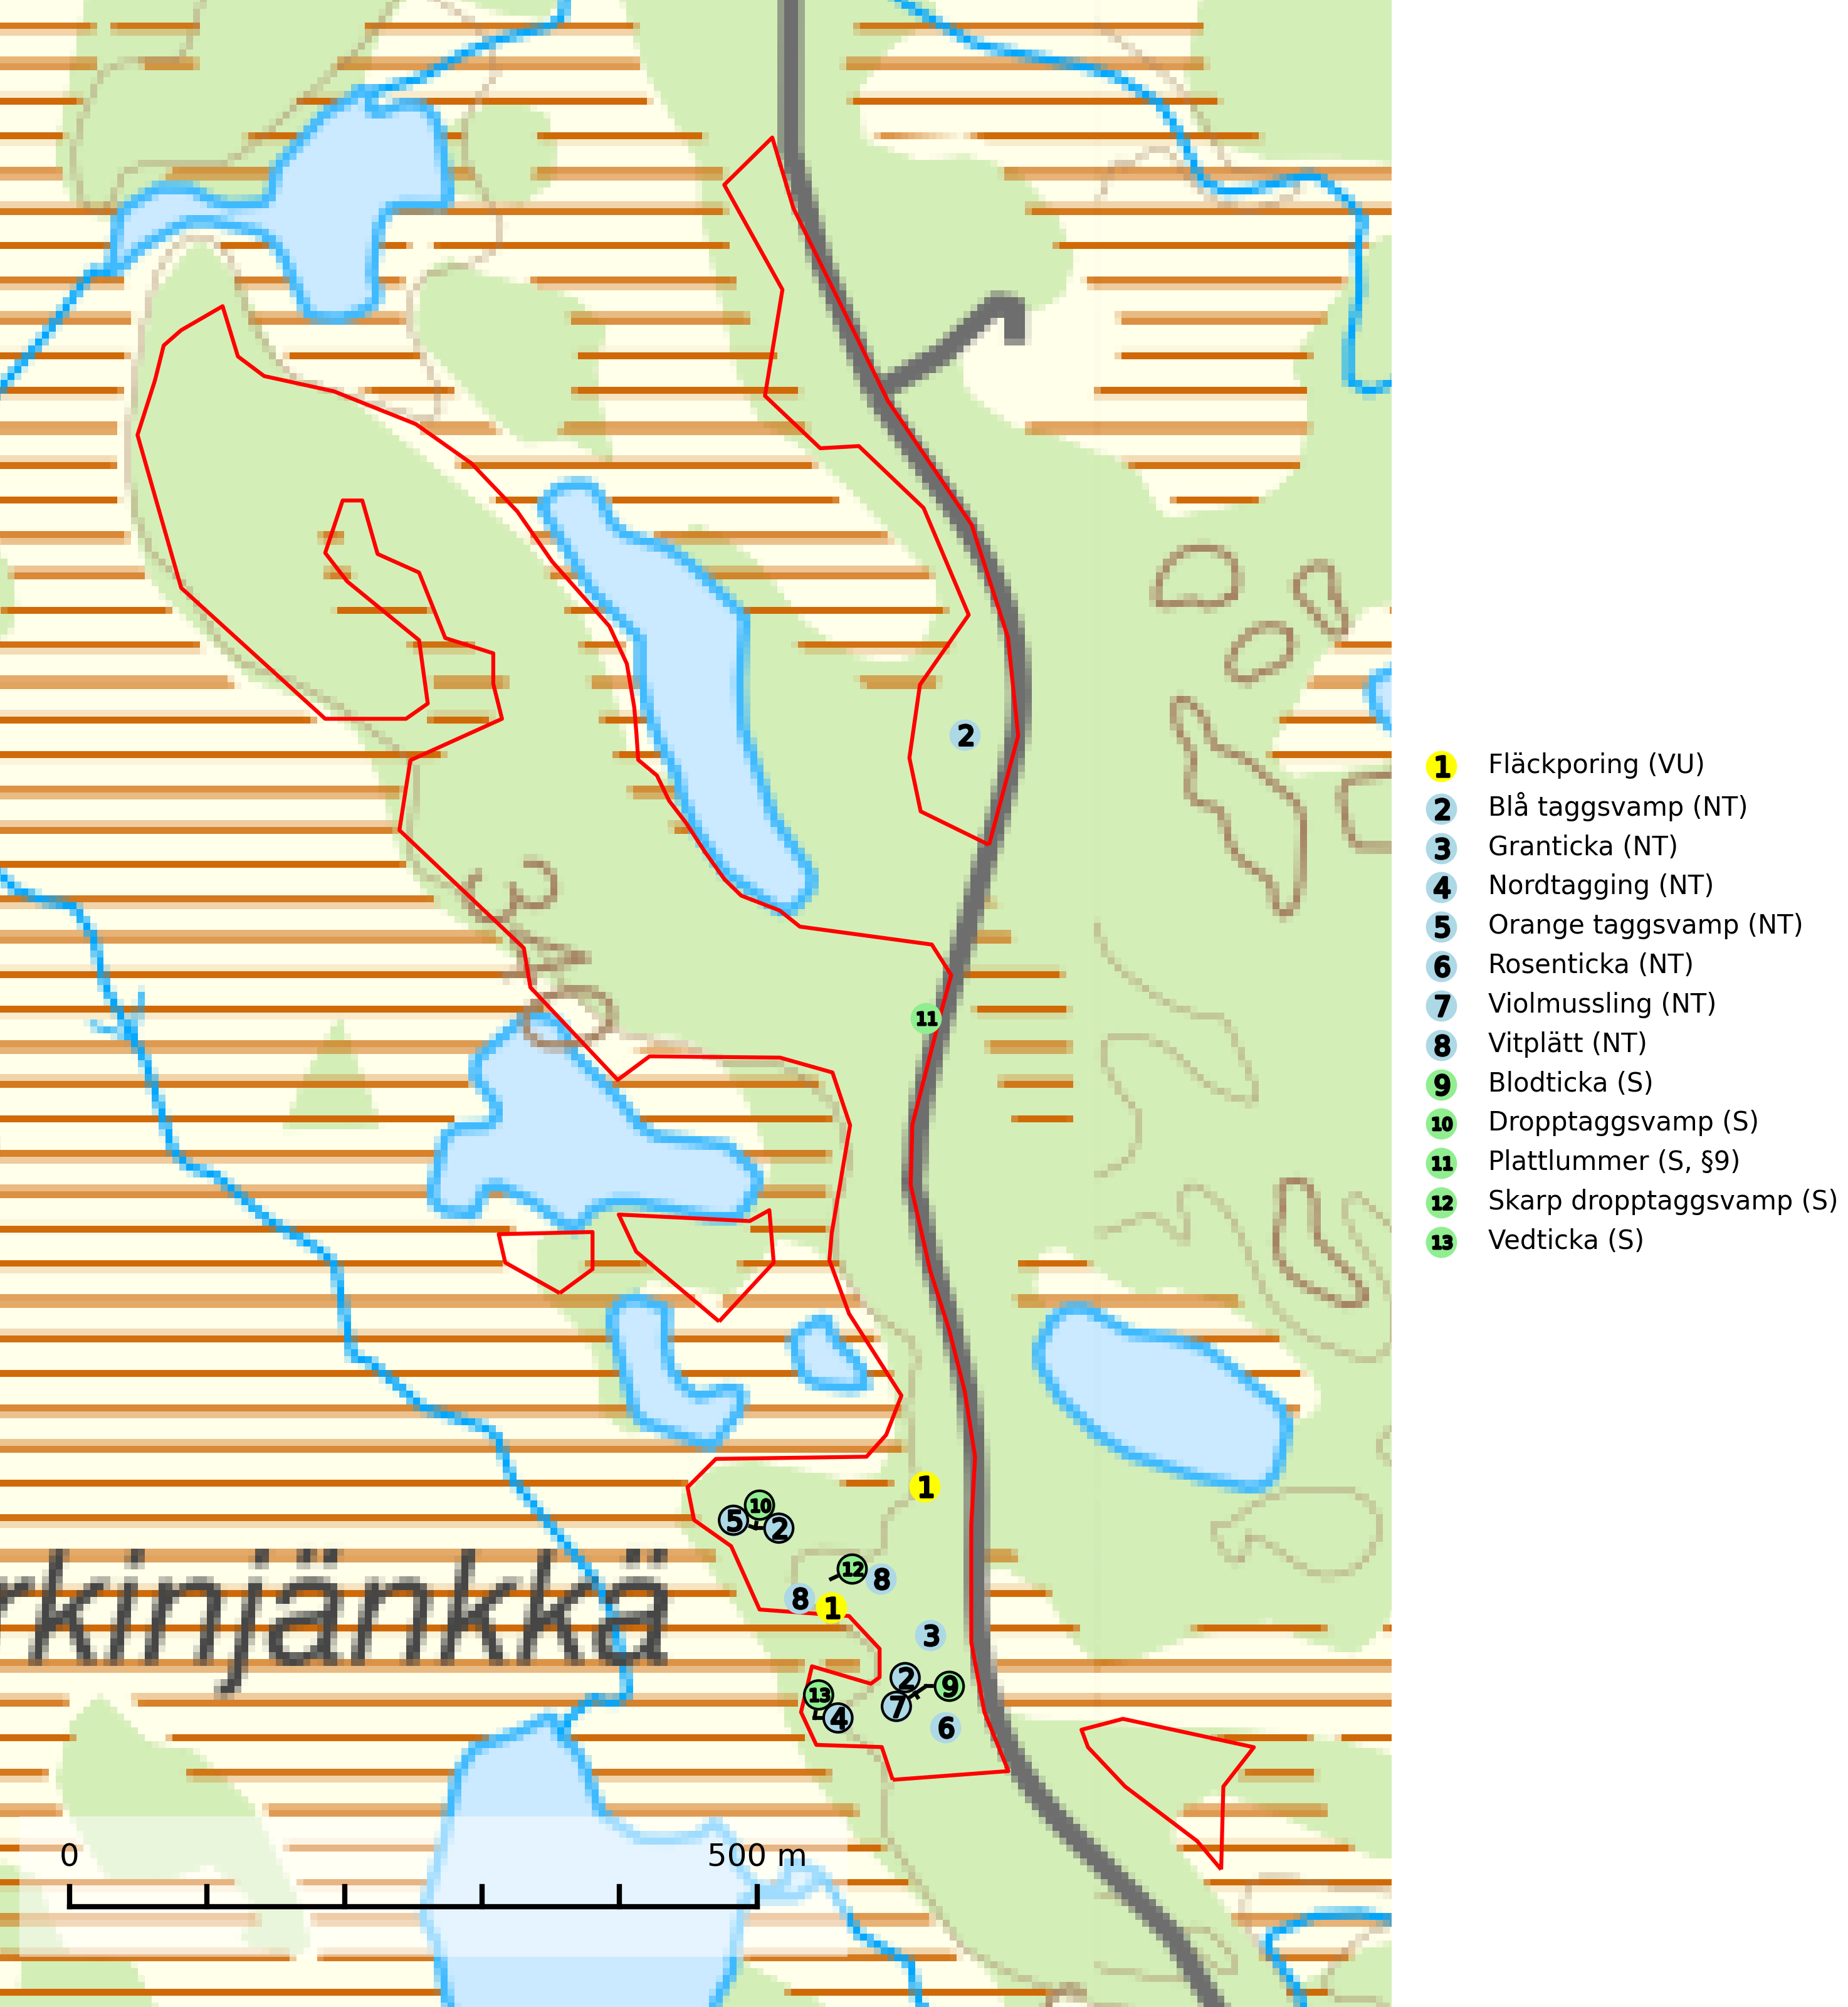 2
11
1
10
5 2
12 8
8 1
3
2
13 9
7
4 6
rkinjänkkä
0 500 m
1 Fläckporing (VU)
2 Blå taggsvamp (NT)
3 Granticka (NT)
4 Nordtagging (NT)
5 Orange taggsvamp (NT)
6 Rosenticka (NT)
7 Violmussling (NT)
8 Vitplätt (NT)
9 Blodticka (S)
10 Dropptaggsvamp (S)
11 Plattlummer (S, §9)
12 Skarp dropptaggsvamp (S)
13 Vedticka (S)